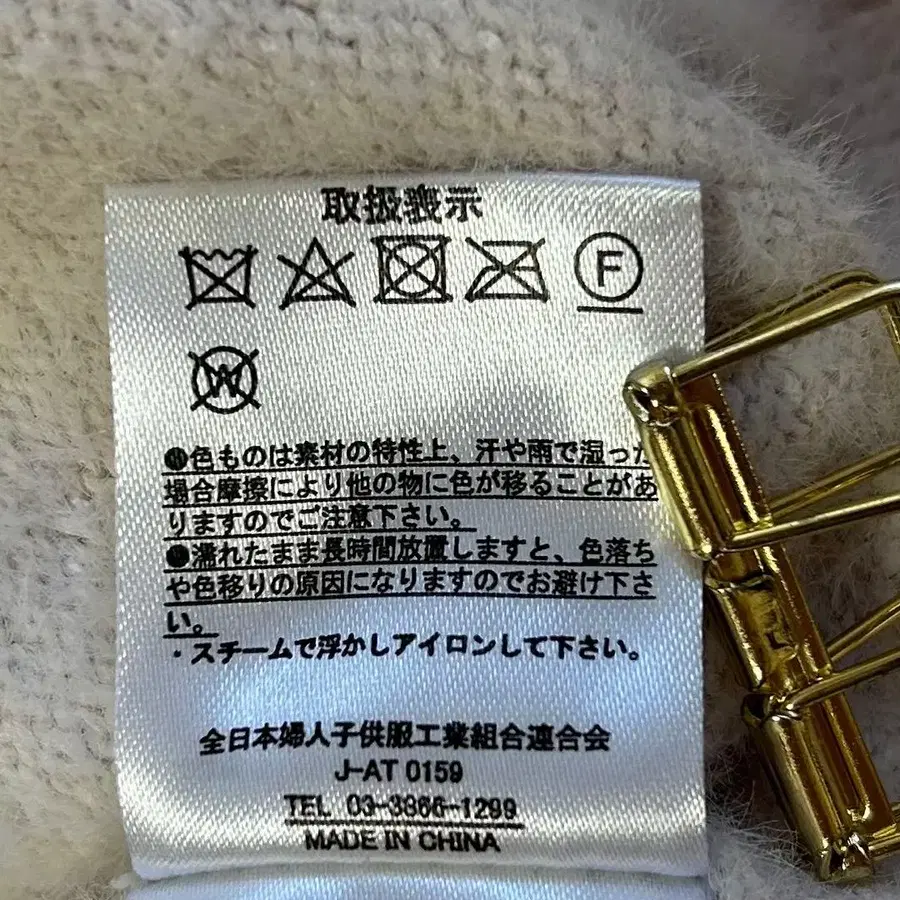 取扱表示
F
W
●色ものは素材の特性上、汗や雨で湿った
場合摩擦により他の物に色が移ることがあ
りますのでご注意下さい。
●濡れたまま長時間放置しますと、色落ち
や色移りの原因になりますのでお避け下さ
い。
・スチームで浮かしアイロンして下さい。
全日本婦人子供服工業組合連合会
J-AT 0159
TEL 03-3866-1299
MADE IN CHINA